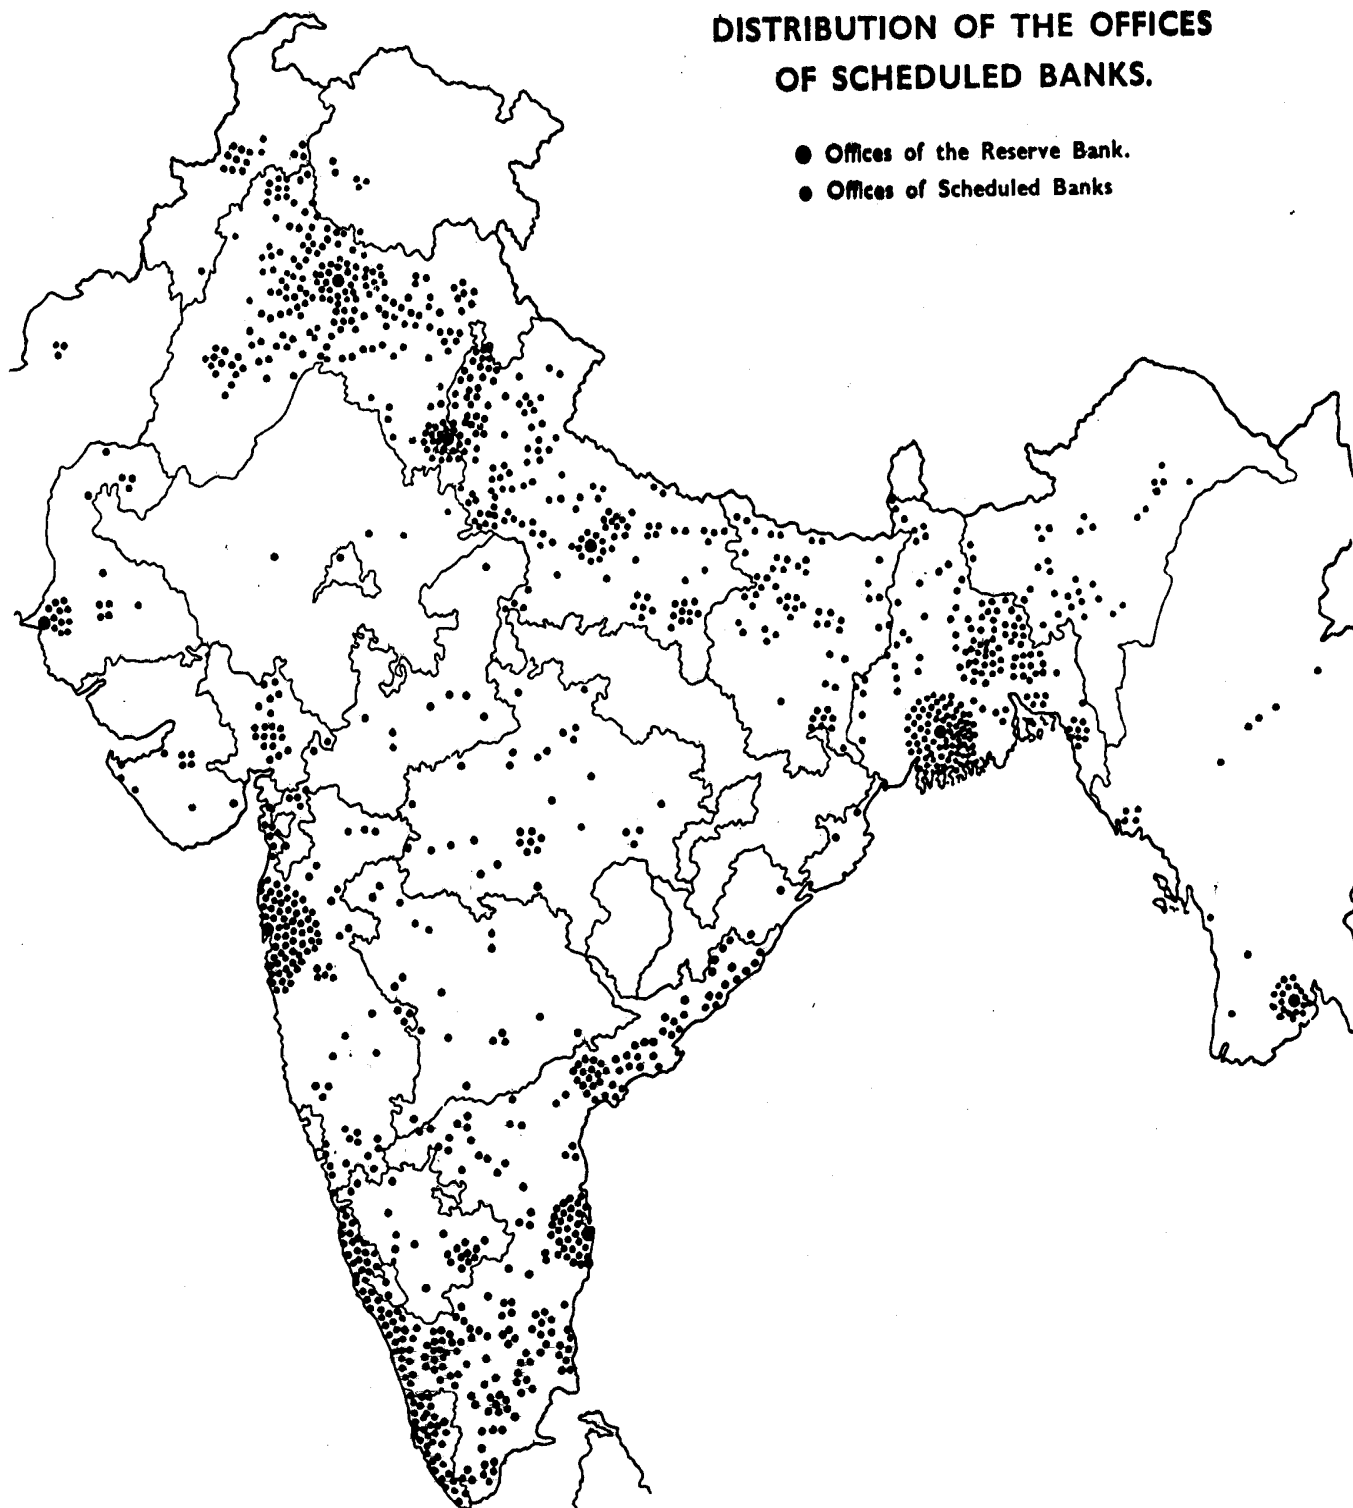 DISTRIBUTION OF THE OFFICES
OF SCHEDULED BANKS.
Offices of the Reserve Bank.
Offices of Scheduled Banks